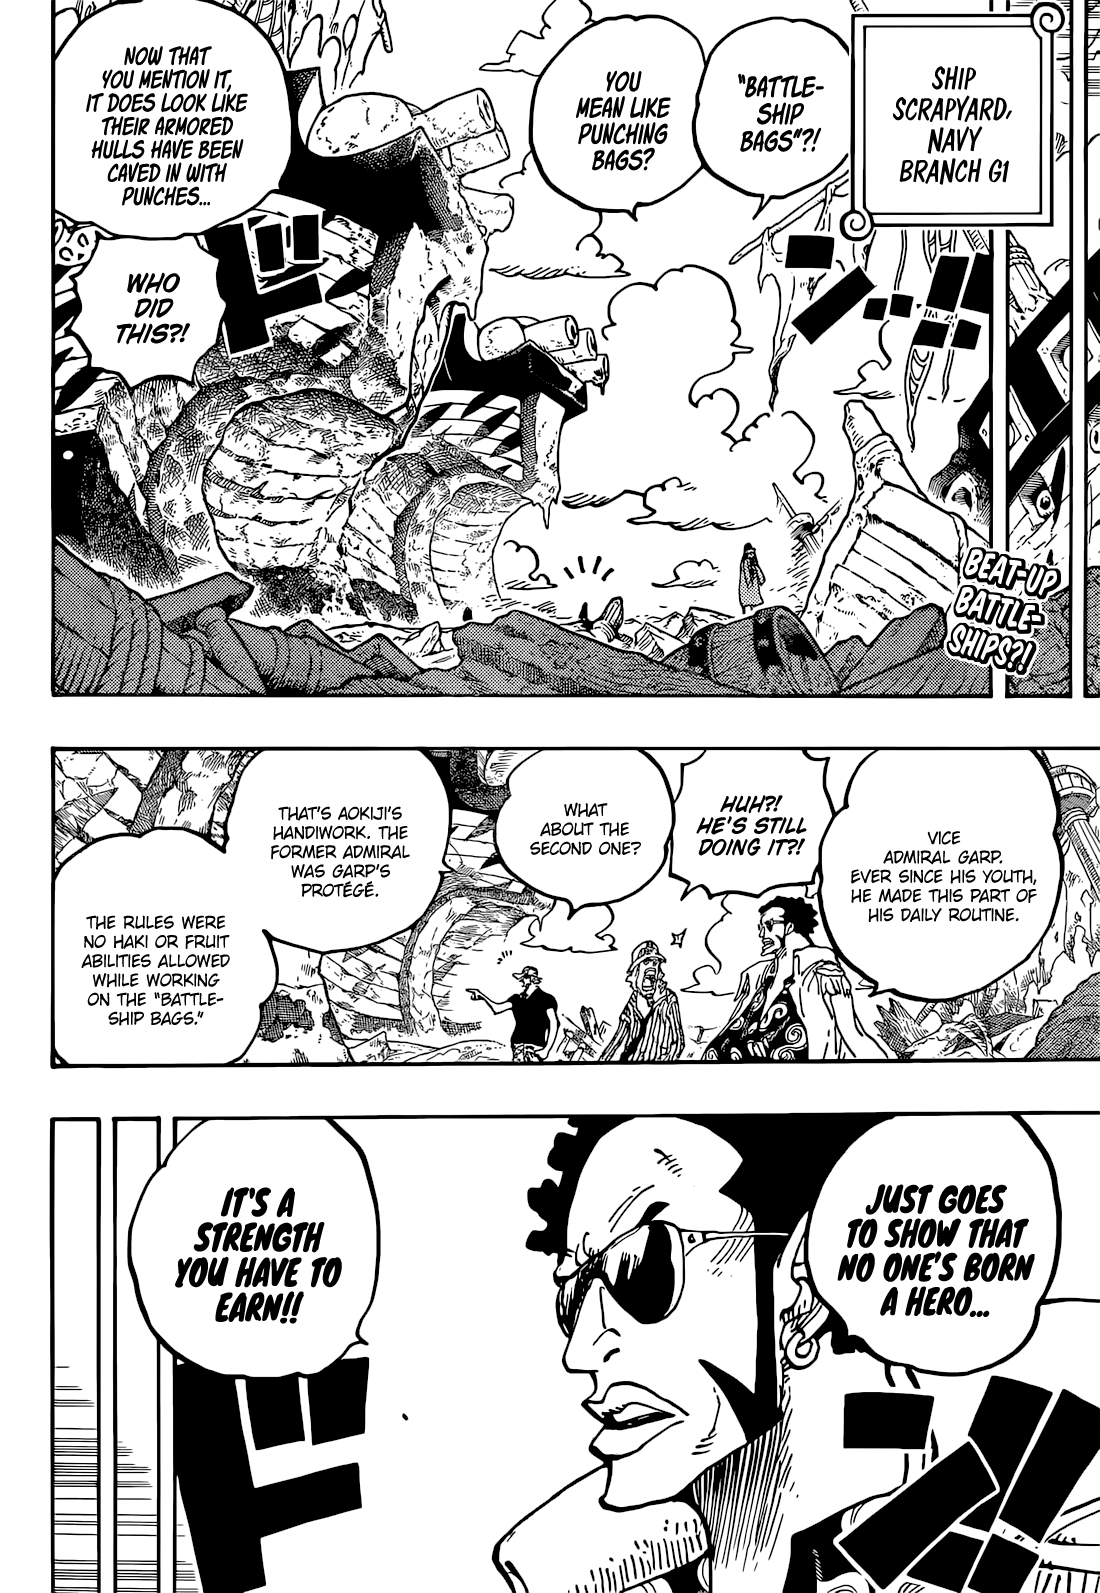 SHIP
SCRAPYARD,
NAVY
BRANCH G1
"BATTLE-
SHIP
BAGS"?!
YOU
MEAN LIKE
PUNCHING
BAGS?
NOW THAT
YOU MENTION IT,
IT DOES LOOK LIKE
THEIR ARMORED
HULLS HAVE BEEN
CAVED IN WITH
PUNCHES...
WHO
DID
THIS?!
ドン
BEAT-UP
BATTLE-
SHIPS?!
VICE
ADMIRAL GARP.
EVER SINCE HIS YOUTH,
HE MADE THIS PART OF
HIS DAILY ROUTINE.
HUH?!
HE'S STILL
DOING IT?!
WHAT
ABOUT THE
SECOND ONE?
THAT'S AOKIJI'S
HANDIWORK. THE
FORMER ADMIRAL
WAS GARP'S
PROTÉGÉ.
THE RULES WERE
NO HAKI OR FRUIT
ABILITIES ALLOWED
WHILE WORKING
ON THE "BATTLE-
SHIP BAGS."
JUST GOES
TO SHOW THAT
NO ONE'S BORN
A HERO...
IT'S A
STRENGTH
YOU HAVE TO
EARN!!
ドン